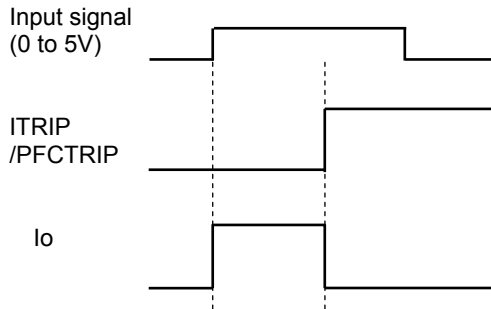 Input signal
(0 to 5V)
ITRIP
/PFCTRIP
Io